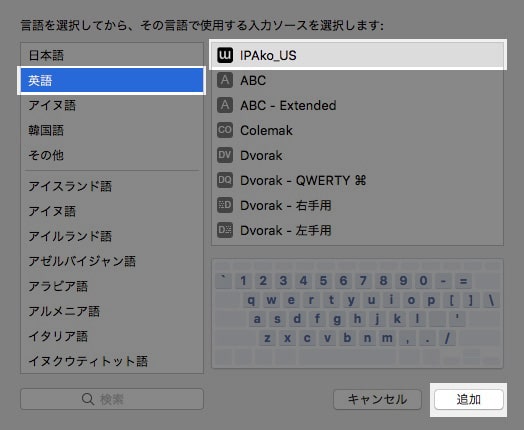 言語を選択してから、その言語で使用する入力ソースを選択します:
日本語
英語
アイヌ語
韓国語
その他
アイスランド語
アイヌ語
アイルランド語
アゼルバイジャン語
アラビア語
アルメニア語
イタリア語
イヌクウティトット語
Ɯ IPAko_US
A ABC
A ABC - Extended
CO Colemak
DV Dvorak
DQ Dvorak - QWERTY ⌘
D Dvorak - 右手用
D Dvorak - 左手用
` 1 2 3 4 5 6 7 8 9 0 - =
q w e r t y u i o p [ ] \
a s d f g h j k l ; '
z x c v b n m , . /
検索
キャンセル
追加